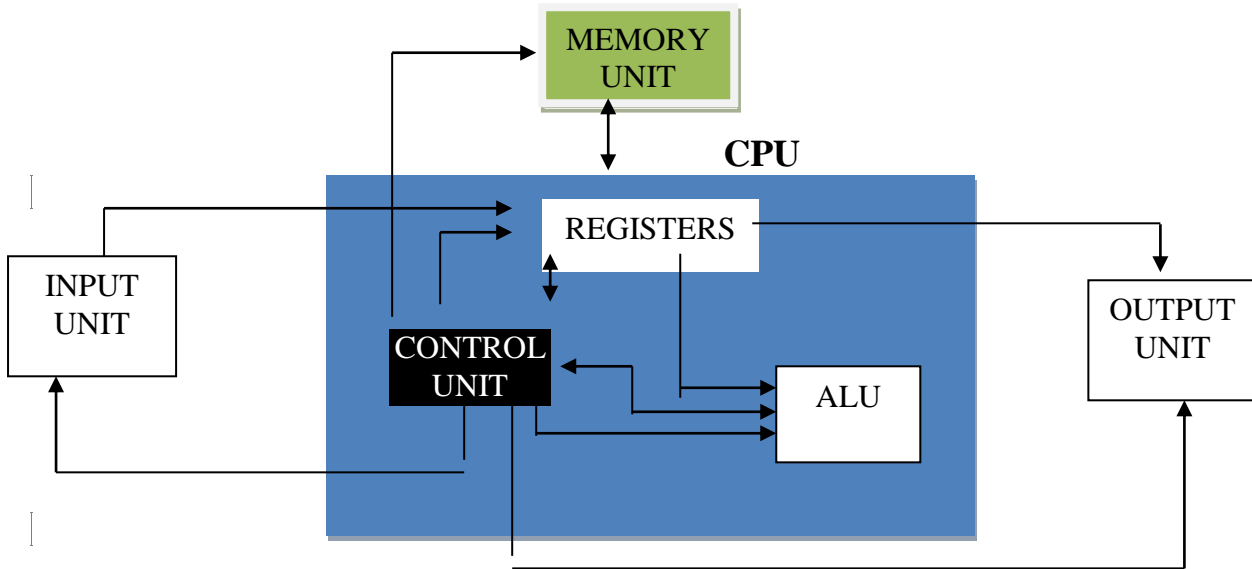 MEMORY
UNIT
CPU
REGISTERS
INPUT
UNIT
OUTPUT
UNIT
CONTROL
UNIT
ALU